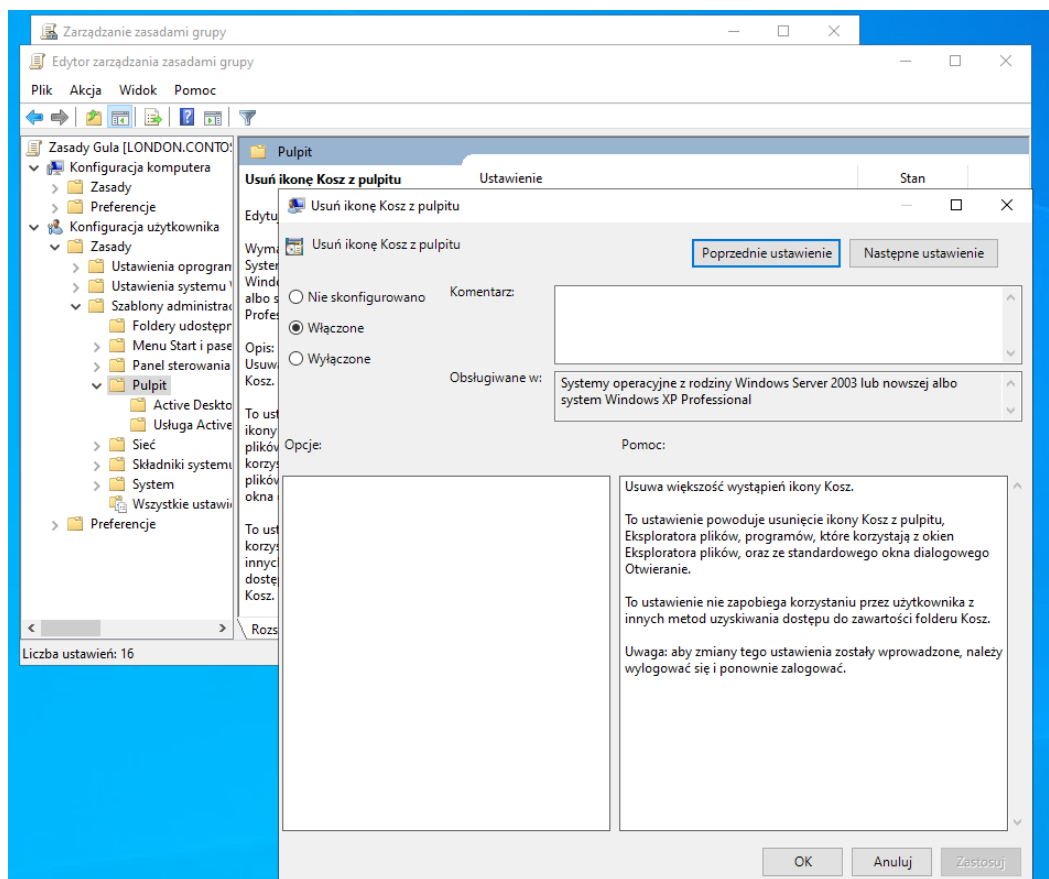 Zarządzanie zasadami grupy
Edytor zarządzania zasadami grupy
Plik Akcja Widok Pomoc
Zasady Gula [LONDON.CONTO
Konfiguracja komputera
Zasady
Preferencje
Konfiguracja użytkownika
Zasady
Ustawienia oprogram
Ustawienia systemu
Szablony administrac
Foldery udostępr
Menu Start i pase
Panel sterowania
Pulpit
Active Deskto
Usługa Active
Sieć
Składniki systemu
System
Wszystkie ustawi
Preferencje
Pulpit
Usuń ikonę Kosz z pulpitu
Ustawienie
Stan
Edytu
Wyma
System
Windo
albo s
Profes
Opis:
Usuwa
Kosz.
To ust
ikony
plików
korzys
plików
okna
To ust
korzys
innych
dostę
Kosz.
Rozs
Liczba ustawień: 16
Usuń ikonę Kosz z pulpitu
Usuń ikonę Kosz z pulpitu
Poprzednie ustawienie
Następne ustawienie
Nie skonfigurowano
Włączone
Wyłączone
Komentarz:
Obsługiwane w:
Systemy operacyjne z rodziny Windows Server 2003 lub nowszej albo
system Windows XP Professional
Opcje:
Pomoc:
Usuwa większość wystąpień ikony Kosz.
To ustawienie powoduje usunięcie ikony Kosz z pulpitu,
Eksploratora plików, programów, które korzystają z okien
Eksploratora plików, oraz ze standardowego okna dialogowego
Otwieranie.
To ustawienie nie zapobiega korzystaniu przez użytkownika z
innych metod uzyskiwania dostępu do zawartości folderu Kosz.
Uwaga: aby zmiany tego ustawienia zostały wprowadzone, należy
wylogować się i ponownie zalogować.
OK
Anuluj
Zastosuj